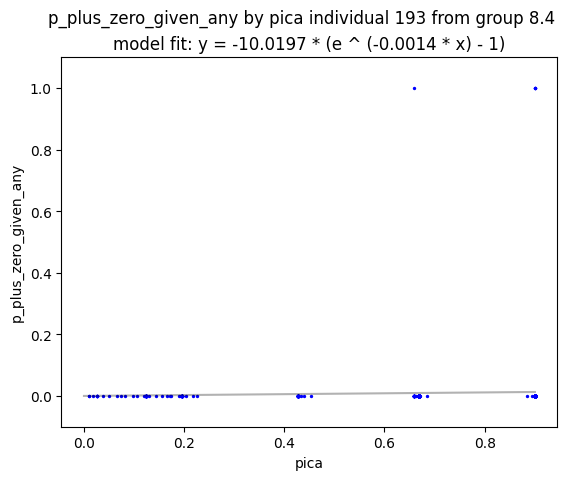 p_plus_zero_given_any by pica individual 193 from group 8.4
model fit: y = -10.0197 * (e ^ (-0.0014 * x) - 1)
1.0
0.8
0.6
0.4
0.2
0.0
p_plus_zero_given_any
0.0 0.2 0.4 0.6 0.8
pica